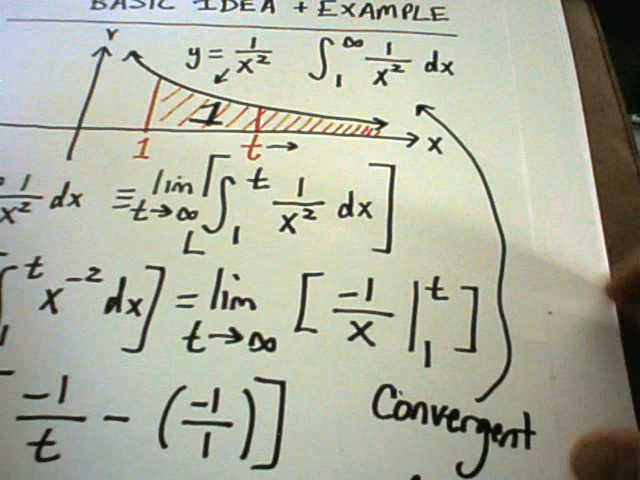 BASIC IDEA + EXAMPLE
Y
y = 1/x² ∫₁^∞ 1/x² dx
1
X
1 t →
1/x² dx ≡ lim t→∞ [∫₁^t 1/x² dx]
∫₁^t x⁻² dx] = lim t→∞ [-1/x |₁^t]
-1/t - (-1/1)]
Convergent